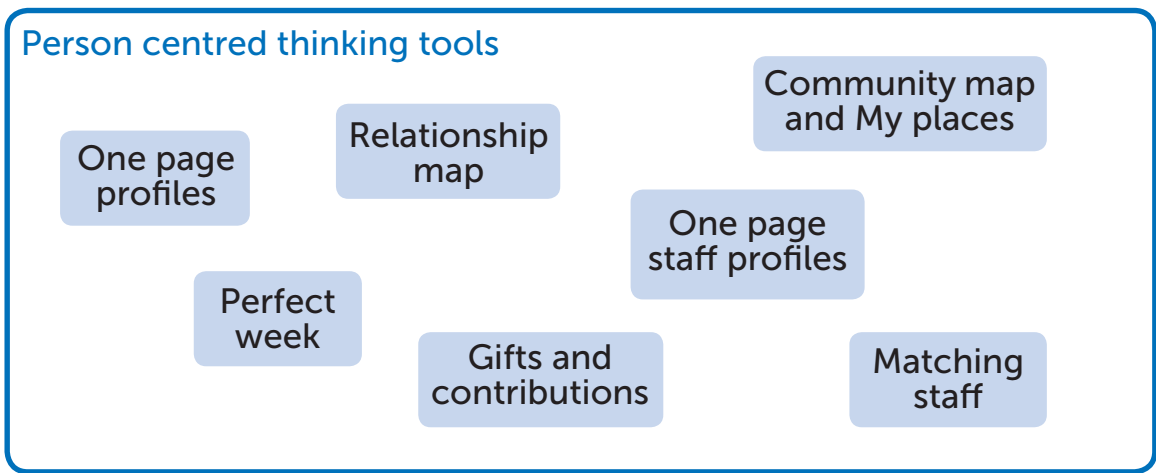 Person centred thinking tools
Community map
and My places
Relationship
map
One page
profiles
One page
staff profiles
Perfect
week
Gifts and
contributions
Matching
staff